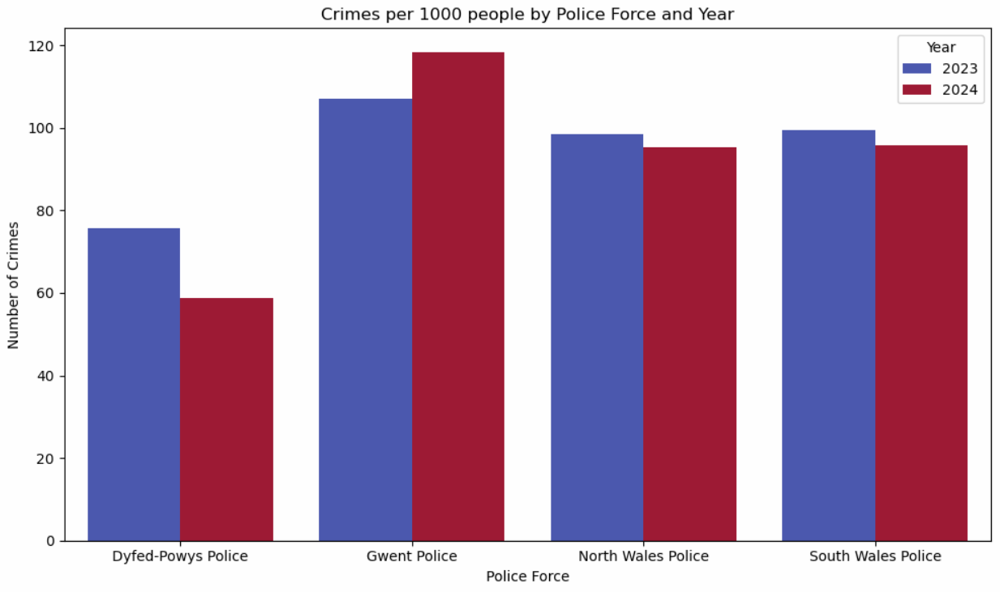 Crimes per 1000 people by Police Force and Year
Year
2023
2024
120
100
80
60
40
20
0
Number of Crimes
Dyfed-Powys Police
Gwent Police
North Wales Police
South Wales Police
Police Force